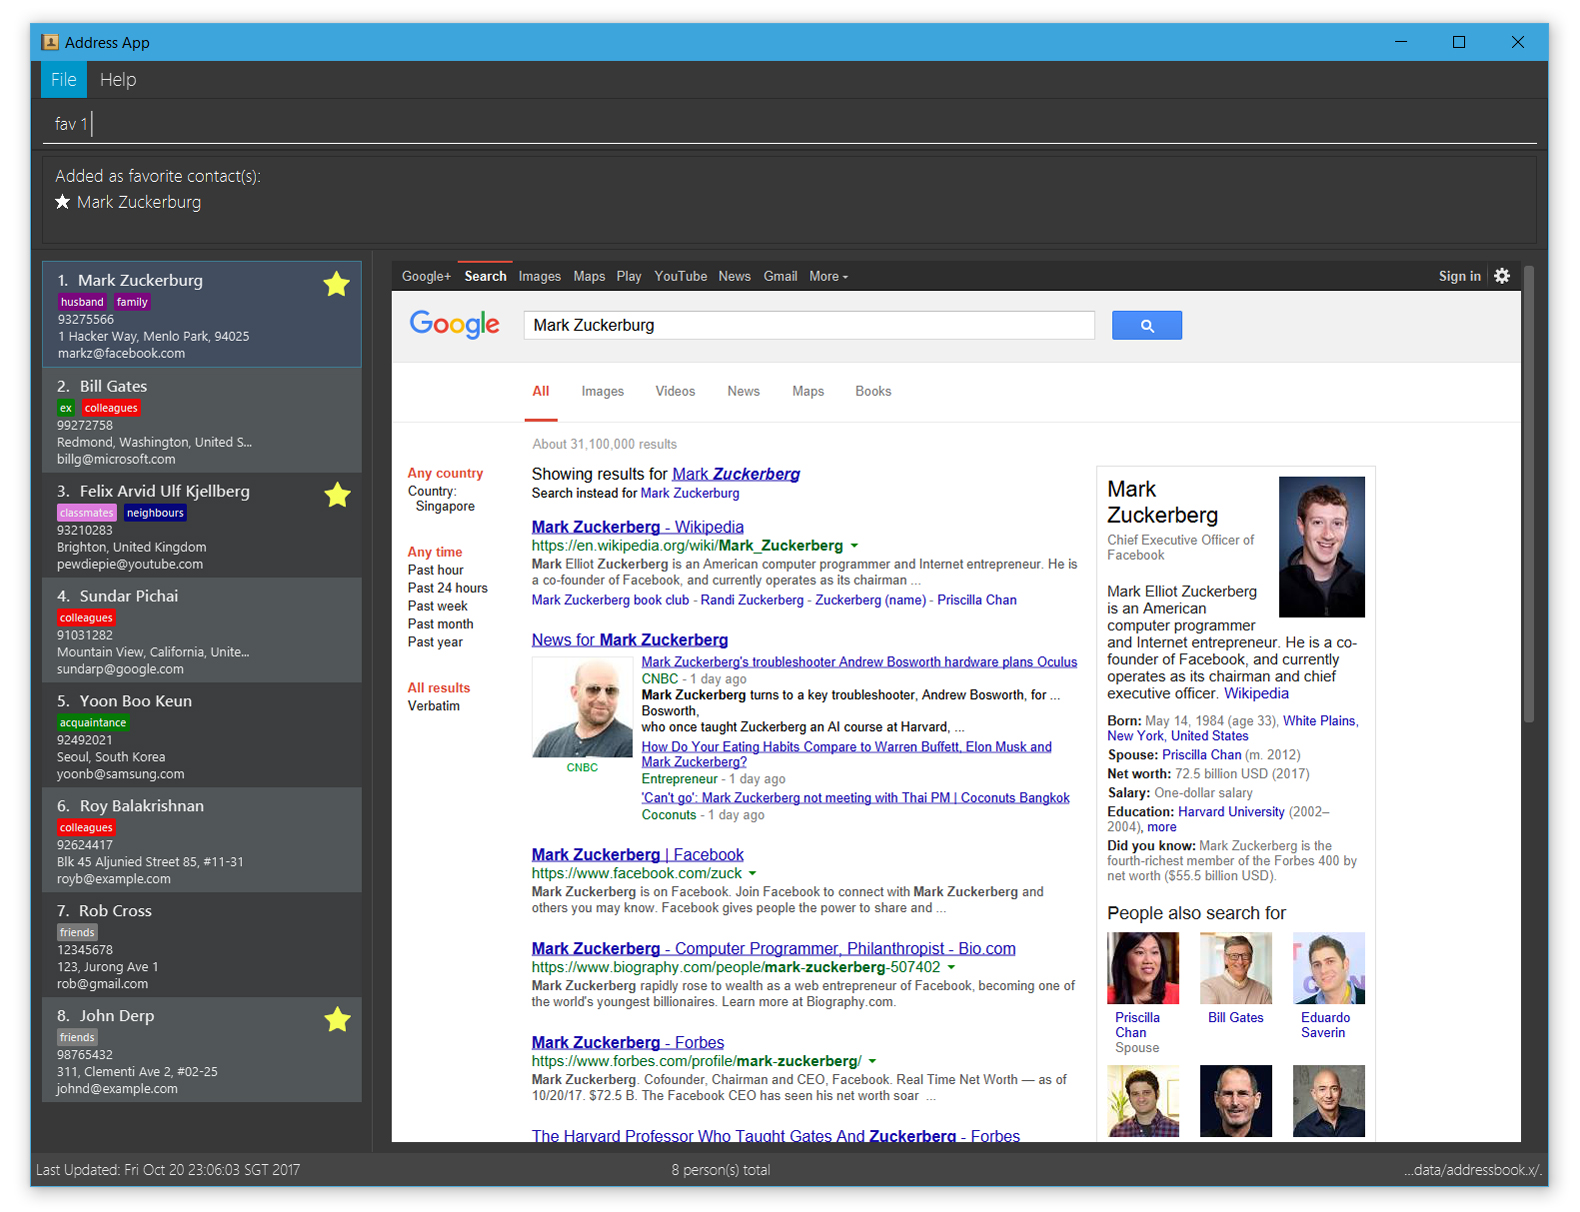 Address App
File Help
fav 1
Added as favorite contact(s):
★ Mark Zuckerburg
1. Mark Zuckerburg
husband family
93275566
1 Hacker Way, Menlo Park, 94025
markz@facebook.com
2. Bill Gates
ex colleagues
99272758
Redmond, Washington, United S...
billg@microsoft.com
3. Felix Arvid Ulf Kjellberg
classmates neighbours
93210283
Brighton, United Kingdom
pewdiepie@youtube.com
4. Sundar Pichai
colleagues
91031282
Mountain View, California, Unite...
sundarp@google.com
5. Yoon Boo Keun
acquaintance
92492021
Seoul, South Korea
yoonb@samsung.com
6. Roy Balakrishnan
colleagues
92624417
Blk 45 Aljunied Street 85, #11-31
royb@example.com
7. Rob Cross
friends
12345678
123, Jurong Ave 1
rob@gmail.com
8. John Derp
friends
98765432
311, Clementi Ave 2, #02-25
johnd@example.com
Google+ Search Images Maps Play YouTube News Gmail More Sign in
Google Mark Zuckerburg
All Images Videos News Maps Books
About 31,100,000 results
Any country
Country:
Singapore
Any time
Past hour
Past 24 hours
Past week
Past month
Past year
All results
Verbatim
Showing results for Mark Zuckerberg
Search instead for Mark Zuckerburg
Mark Zuckerberg - Wikipedia
https://en.wikipedia.org/wiki/Mark_Zuckerberg
Mark Elliot Zuckerberg is an American computer programmer and Internet entrepreneur. He is
a co-founder of Facebook, and currently operates as its chairman ...
Mark Zuckerberg book club - Randi Zuckerberg - Zuckerberg (name) - Priscilla Chan
News for Mark Zuckerberg
CNBC
Mark Zuckerberg's troubleshooter Andrew Bosworth hardware plans Oculus
CNBC - 1 day ago
Mark Zuckerberg turns to a key troubleshooter, Andrew Bosworth, for ...
Bosworth,
who once taught Zuckerberg an AI course at Harvard, ...
How Do Your Eating Habits Compare to Warren Buffett, Elon Musk and
Mark Zuckerberg?
Entrepreneur - 1 day ago
'Can't go': Mark Zuckerberg not meeting with Thai PM | Coconuts Bangkok
Coconuts - 1 day ago
Mark Zuckerberg | Facebook
https://www.facebook.com/zuck
Mark Zuckerberg is on Facebook. Join Facebook to connect with Mark Zuckerberg and
others you may know. Facebook gives people the power to share and ...
Mark Zuckerberg - Computer Programmer, Philanthropist - Bio.com
https://www.biography.com/people/mark-zuckerberg-507402
Mark Zuckerberg rapidly rose to wealth as a web entrepreneur of Facebook, becoming one of
the world's youngest billionaires. Learn more at Biography.com.
Mark Zuckerberg - Forbes
https://www.forbes.com/profile/mark-zuckerberg/
Mark Zuckerberg. Cofounder, Chairman and CEO, Facebook. Real Time Net Worth — as of
10/20/17. $72.5 B. The Facebook CEO has seen his net worth soar ...
The Harvard Professor Who Taught Gates And Zuckerberg - Forbes
Mark
Zuckerberg
Chief Executive Officer of
Facebook
Mark Elliot Zuckerberg
is an American
computer programmer
and Internet entrepreneur. He is a co-
founder of Facebook, and currently
operates as its chairman and chief
executive officer. Wikipedia
Born: May 14, 1984 (age 33), White Plains,
New York, United States
Spouse: Priscilla Chan (m. 2012)
Net worth: 72.5 billion USD (2017)
Salary: One-dollar salary
Education: Harvard University (2002–
2004), more
Did you know: Mark Zuckerberg is the
fourth-richest member of the Forbes 400 by
net worth ($55.5 billion USD).
People also search for
Priscilla
Chan
Spouse
Bill Gates
Eduardo
Saverin
Last Updated: Fri Oct 20 23:06:03 SGT 2017
8 person(s) total
...data/addressbook.x/.